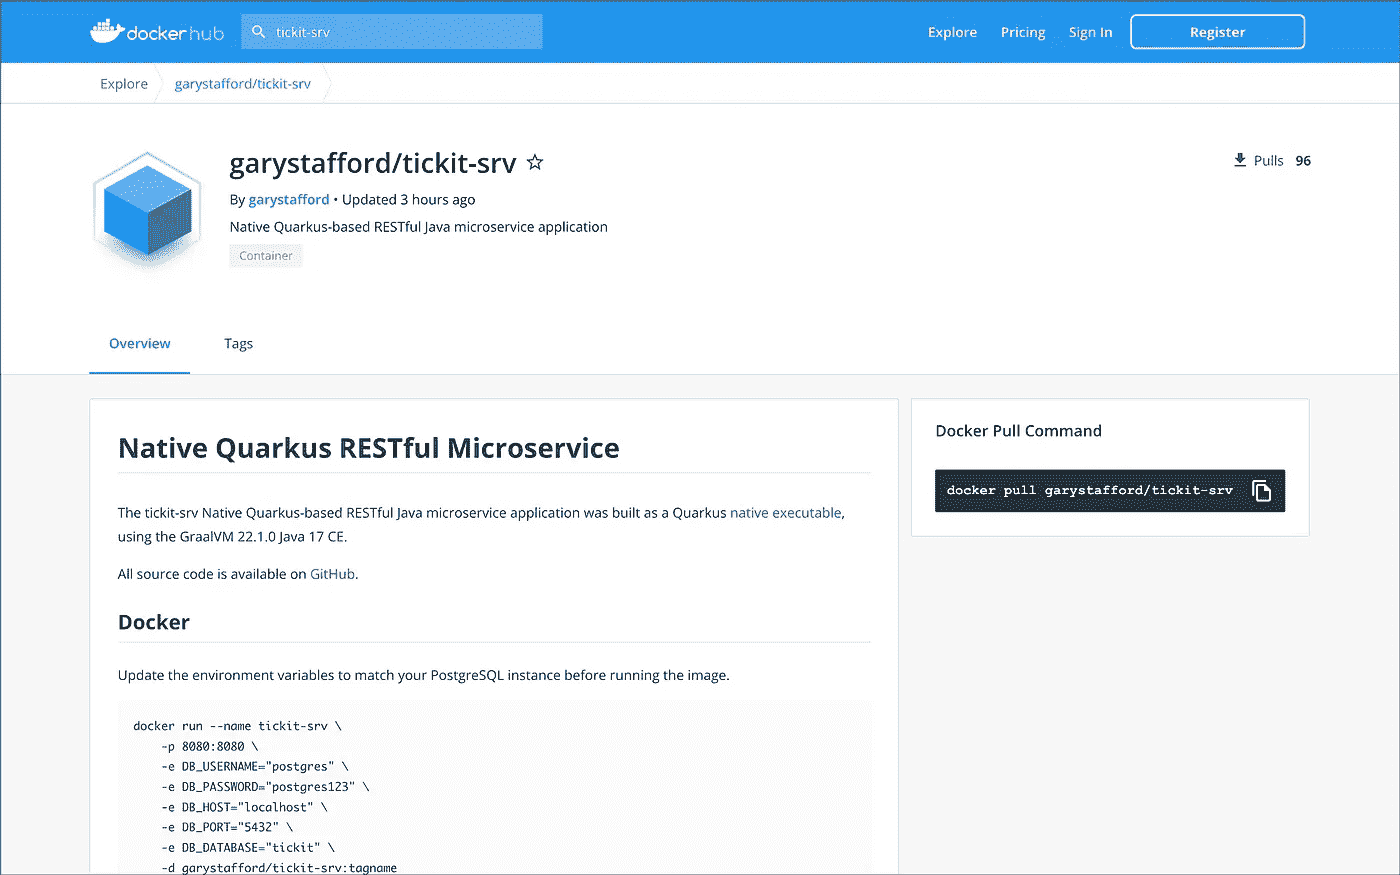 dockerhub
tickit-srv
Explore
Pricing
Sign In
Register
Explore
garystafford/tickit-srv
garystafford/tickit-srv
Pulls 96
By garystafford • Updated 3 hours ago
Native Quarkus-based RESTful Java microservice application
Container
Overview
Tags
Native Quarkus RESTful Microservice
The tickit-srv Native Quarkus-based RESTful Java microservice application was built as a Quarkus native executable,
using the GraalVM 22.1.0 Java 17 CE.
All source code is available on GitHub.
Docker
Update the environment variables to match your PostgreSQL instance before running the image.
docker run --name tickit-srv \
-p 8080:8080 \
-e DB_USERNAME="postgres" \
-e DB_PASSWORD="postgres123" \
-e DB_HOST="localhost" \
-e DB_PORT="5432" \
-e DB_DATABASE="tickit" \
-d garystafford/tickit-srv:tagname
Docker Pull Command
docker pull garystafford/tickit-srv